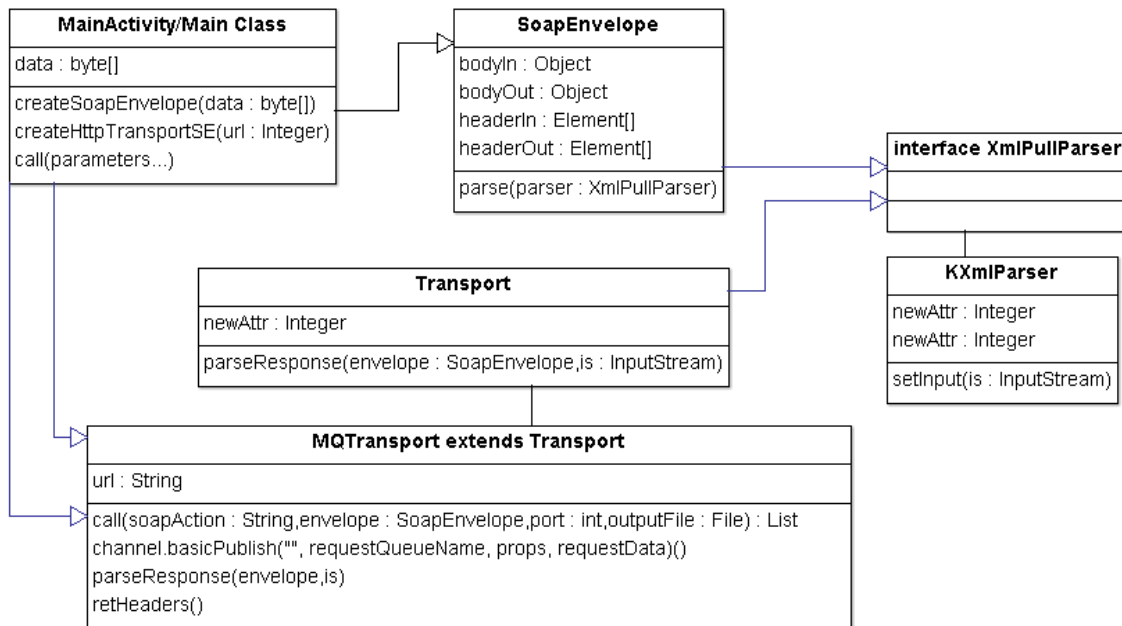 MainActivity/Main Class
data : byte[]
createSoapEnvelope(data : byte[])
createHttpTransportSE(url : Integer)
call(parameters...)
SoapEnvelope
bodyIn : Object
bodyOut : Object
headerIn : Element[]
headerOut : Element[]
parse(parser : XmlPullParser)
interface XmlPullParser
KXmlParser
newAttr : Integer
newAttr : Integer
setInput(is : InputStream)
Transport
newAttr : Integer
parseResponse(envelope : SoapEnvelope,is : InputStream)
MQTransport extends Transport
url : String
call(soapAction : String,envelope : SoapEnvelope,port : int,outputFile : File) : List
channel.basicPublish("", requestQueueName, props, requestData)()
parseResponse(envelope,is)
retHeaders()